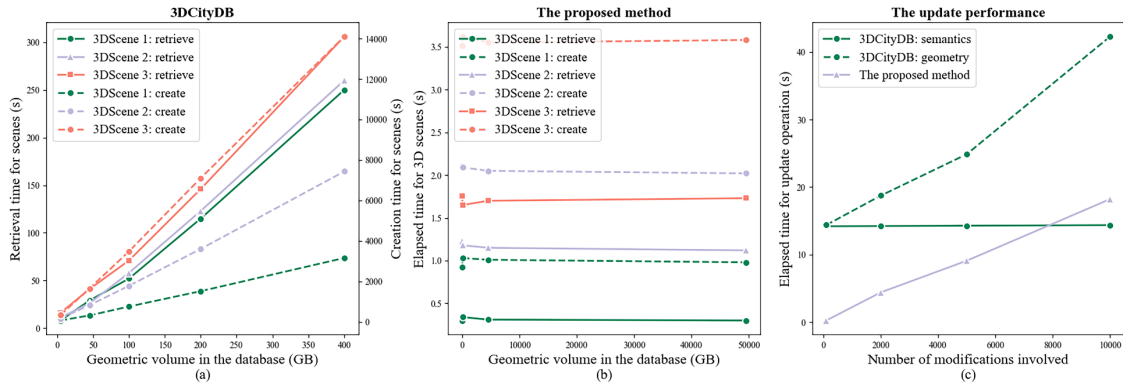 3DCityDB
Retrieval time for scenes (s)
300
250
200
150
100
50
0
3DScene 1: retrieve
3DScene 2: retrieve
3DScene 3: retrieve
3DScene 1: create
3DScene 2: create
3DScene 3: create
14000
12000
10000
8000
6000
4000
2000
0
Creation time for scenes (s)
0 50 100 150 200 250 300 350 400
Geometric volume in the database (GB)
(a)
The proposed method
Elapsed time for 3D scenes (s)
3.5
3.0
2.5
2.0
1.5
1.0
0.5
3DScene 1: retrieve
3DScene 1: create
3DScene 2: retrieve
3DScene 2: create
3DScene 3: retrieve
3DScene 3: create
0 10000 20000 30000 40000 50000
Geometric volume in the database (GB)
(b)
The update performance
Elapsed time for update operation (s)
40
30
20
10
0
3DCityDB: semantics
3DCityDB: geometry
The proposed method
0 2000 4000 6000 8000 10000
Number of modifications involved
(c)